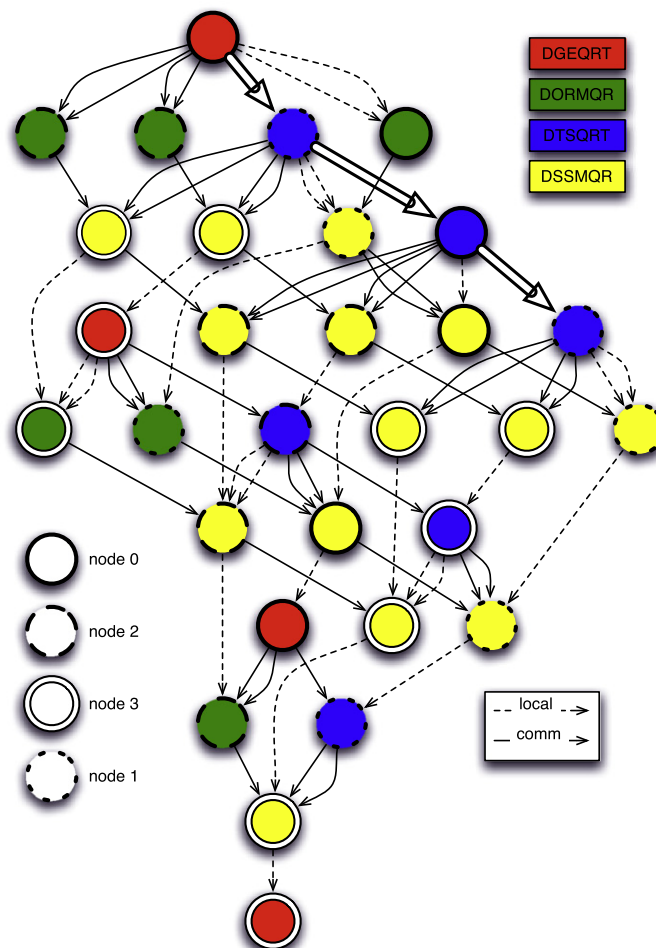 DGEQRT
DORMQR
DTSQRT
DSSMQR
node 0
node 2
node 3
node 1
local
comm